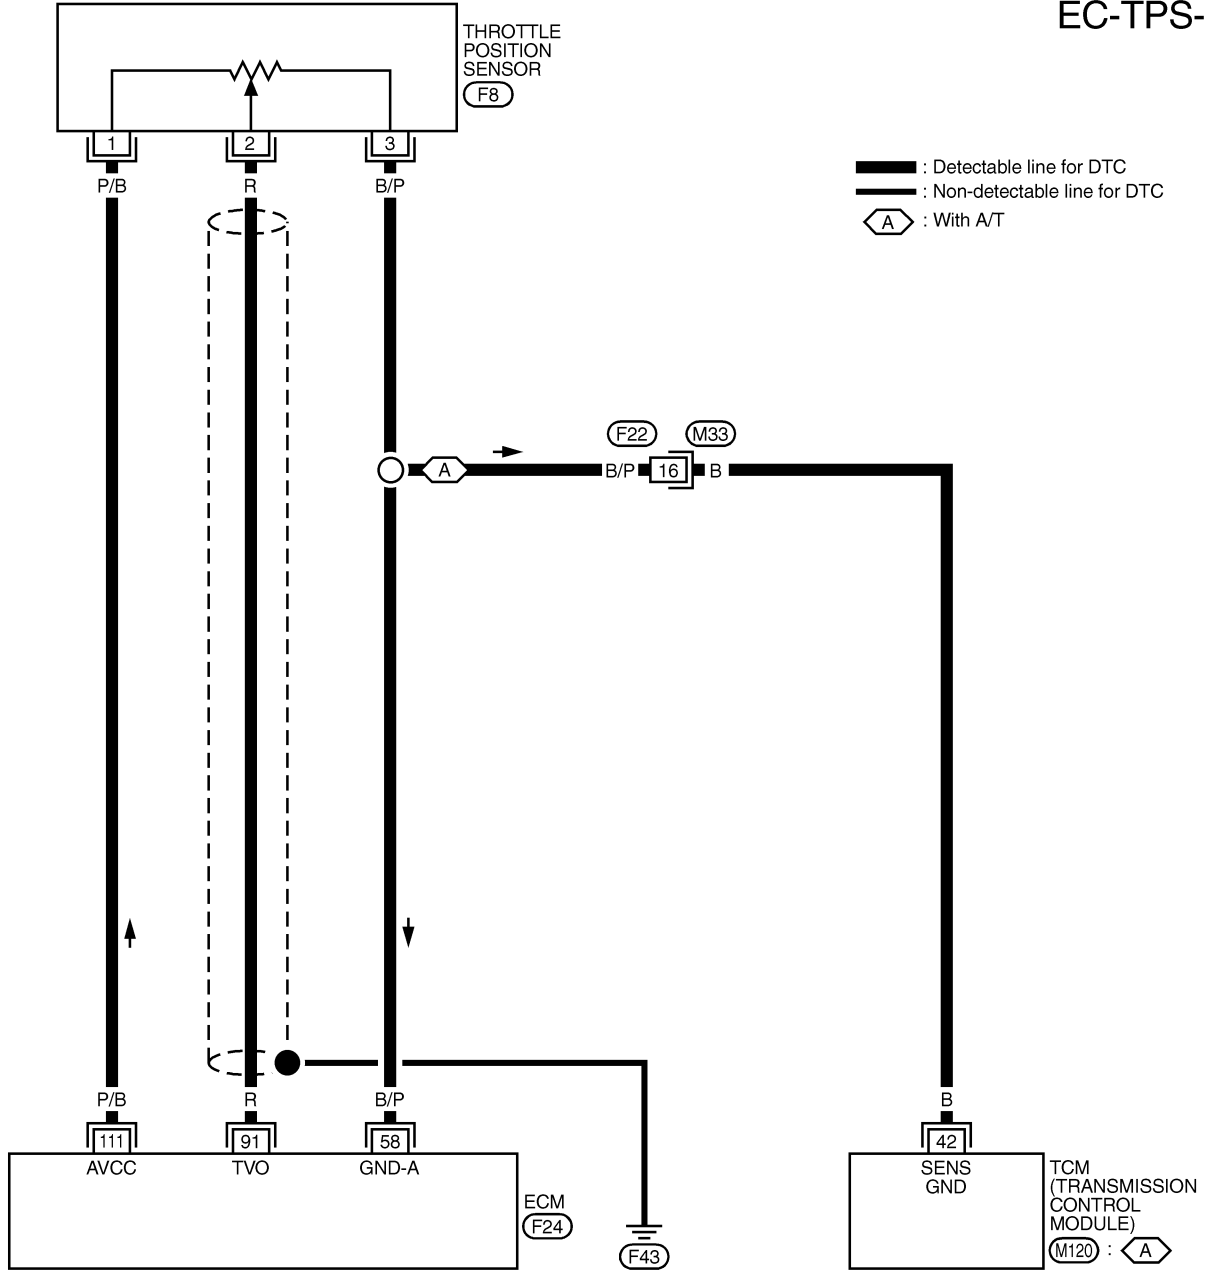 EC-TPS-
THROTTLE
POSITION
SENSOR
F8
1 2 3
P/B R B/P
: Detectable line for DTC
: Non-detectable line for DTC
A : With A/T
F22 M33
A B/P 16 B
P/B R B/P B
111 91 58 42
AVCC TVO GND-A
SENS
GND
ECM
F24
F43
TCM
(TRANSMISSION
CONTROL
MODULE)
M120 : A